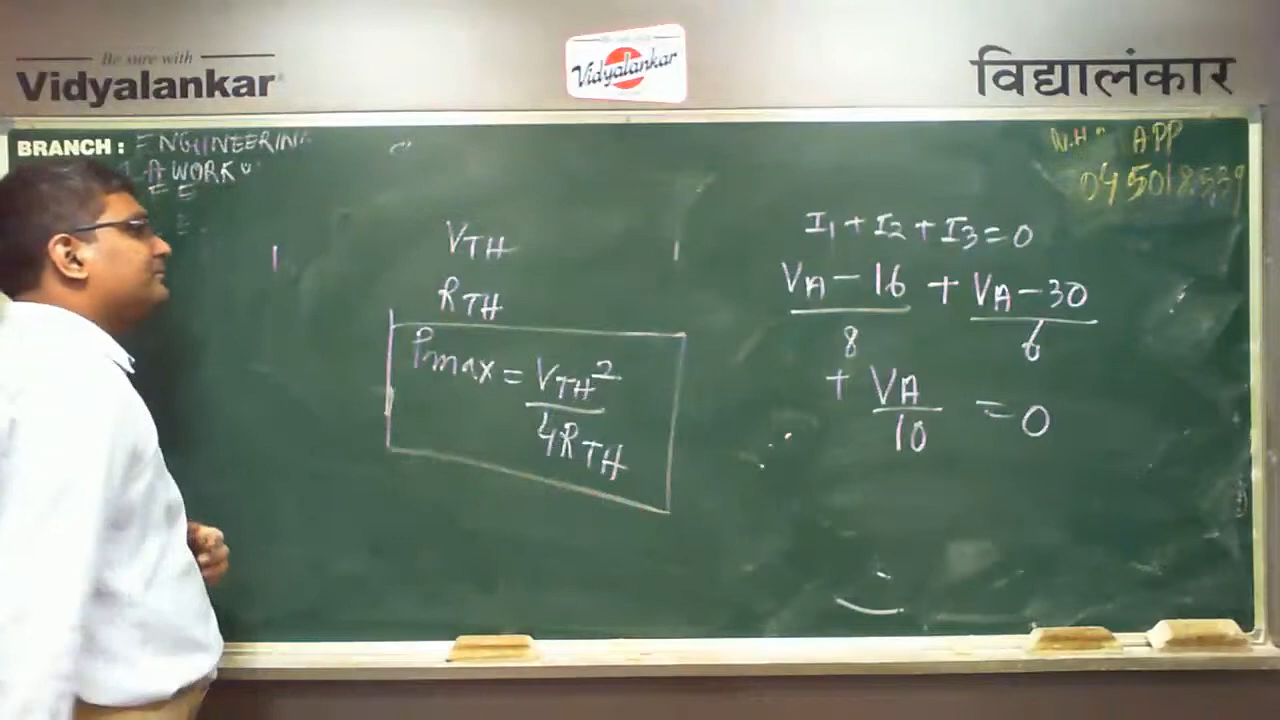 Be sure with
Vidyalankar
Vidyalankar
विद्यालंकार
BRANCH : ENGINEERING
WORK
APP
VTH
RTH
Pmax = VTH²
4RTH
I1 + I2 + I3 = 0
VA - 16 + VA - 30
8 6
+ VA = 0
10